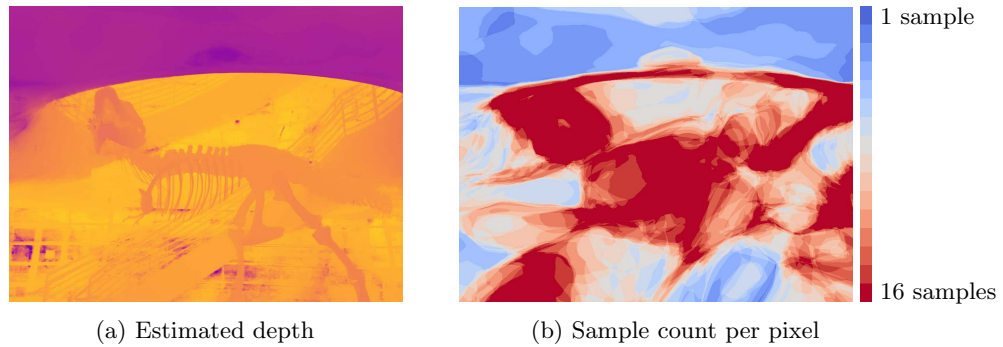 1 sample
16 samples
(a) Estimated depth
(b) Sample count per pixel